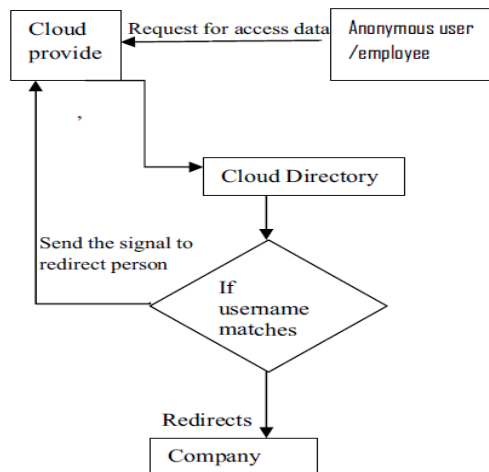 Cloud
provide
Request for access data
Anonymous user
/employee
,
Cloud Directory
Send the signal to
redirect person
If
username
matches
Redirects
Company